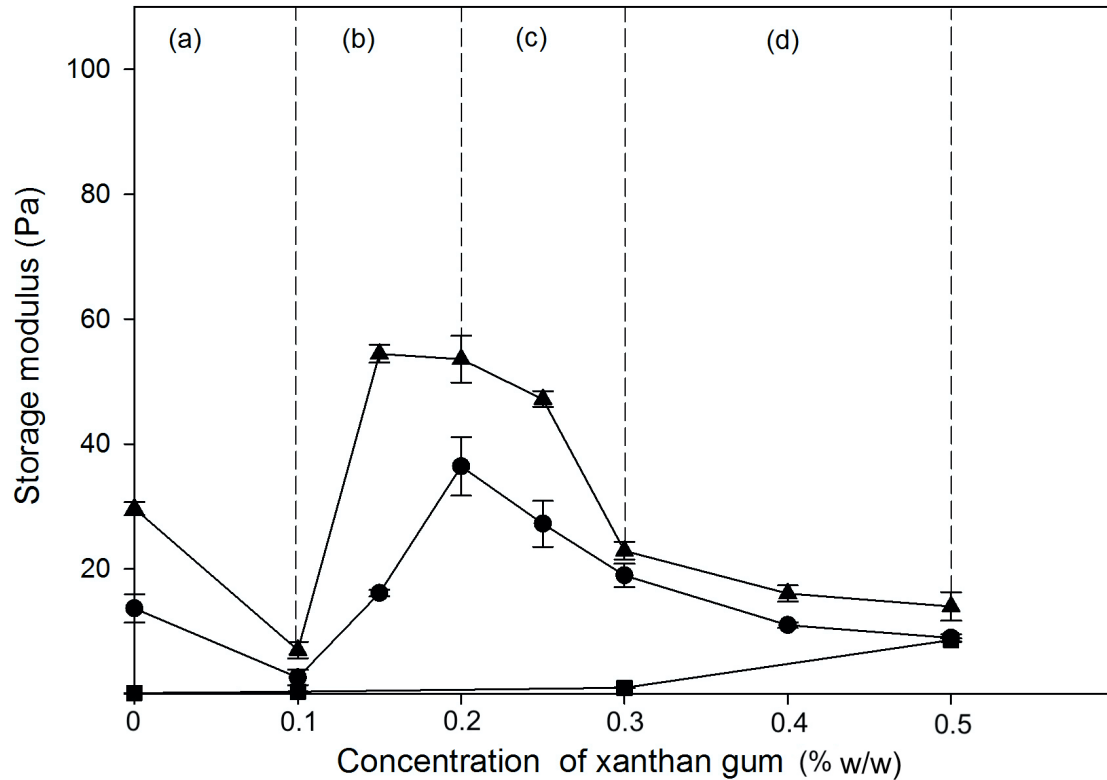 (a)
(b)
(c)
(d)
100
80
60
40
20
Storage modulus (Pa)
0
0.1
0.2
0.3
0.4
0.5
Concentration of xanthan gum (% w/w)